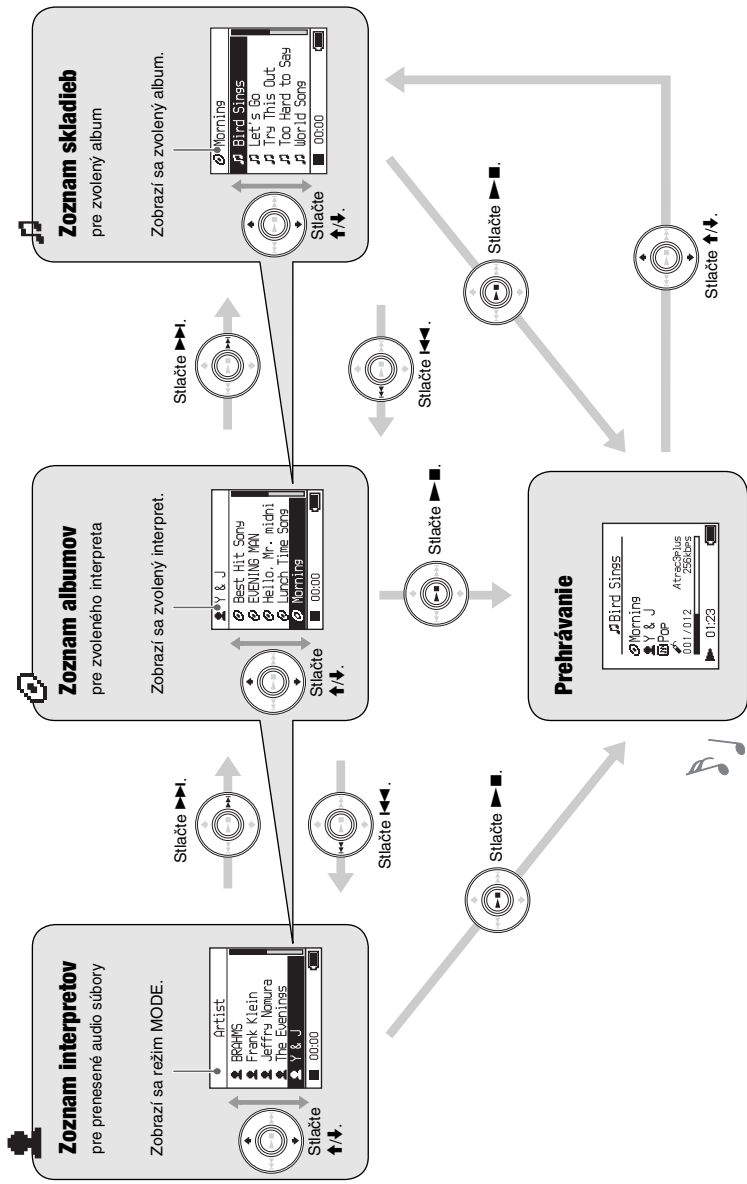 Zoznam interpretov
pre prenesené audio súbory
Zobrazí sa režim MODE.
Artist
BRAHMS
Frank Klein
Jeffry Nomura
The Evenings
Y & J
00:00
Stlačte
↑/↓.
Stlačte ►►I.
Stlačte I◄◄.
Zoznam albumov
pre zvoleného interpreta
Zobrazí sa zvolený interpret.
Y & J
Best Hit Sony
EVENING MAN
Hello, Mr. midni
Lunch Time Song
Morning
00:00
Stlačte
↑/↓.
Stlačte ►►I.
Stlačte I◄◄.
Zoznam skladieb
pre zvolený album
Zobrazí sa zvolený album.
Morning
Bird Sings
Let's Go
Try This Out
Too Hard to Say
World Song
00:00
Stlačte
↑/↓.
Stlačte ►■.
Stlačte ►■.
Stlačte ►■.
Stlačte ↑/↓.
Prehrávanie
Bird Sings
Morning
Y & J
Pop
Atrac3plus
001/012 256kbps
01:23